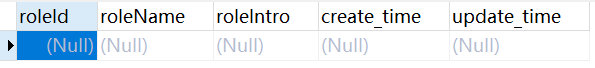 roleId roleName roleIntro create_time update_time
(Null) (Null) (Null) (Null) (Null)